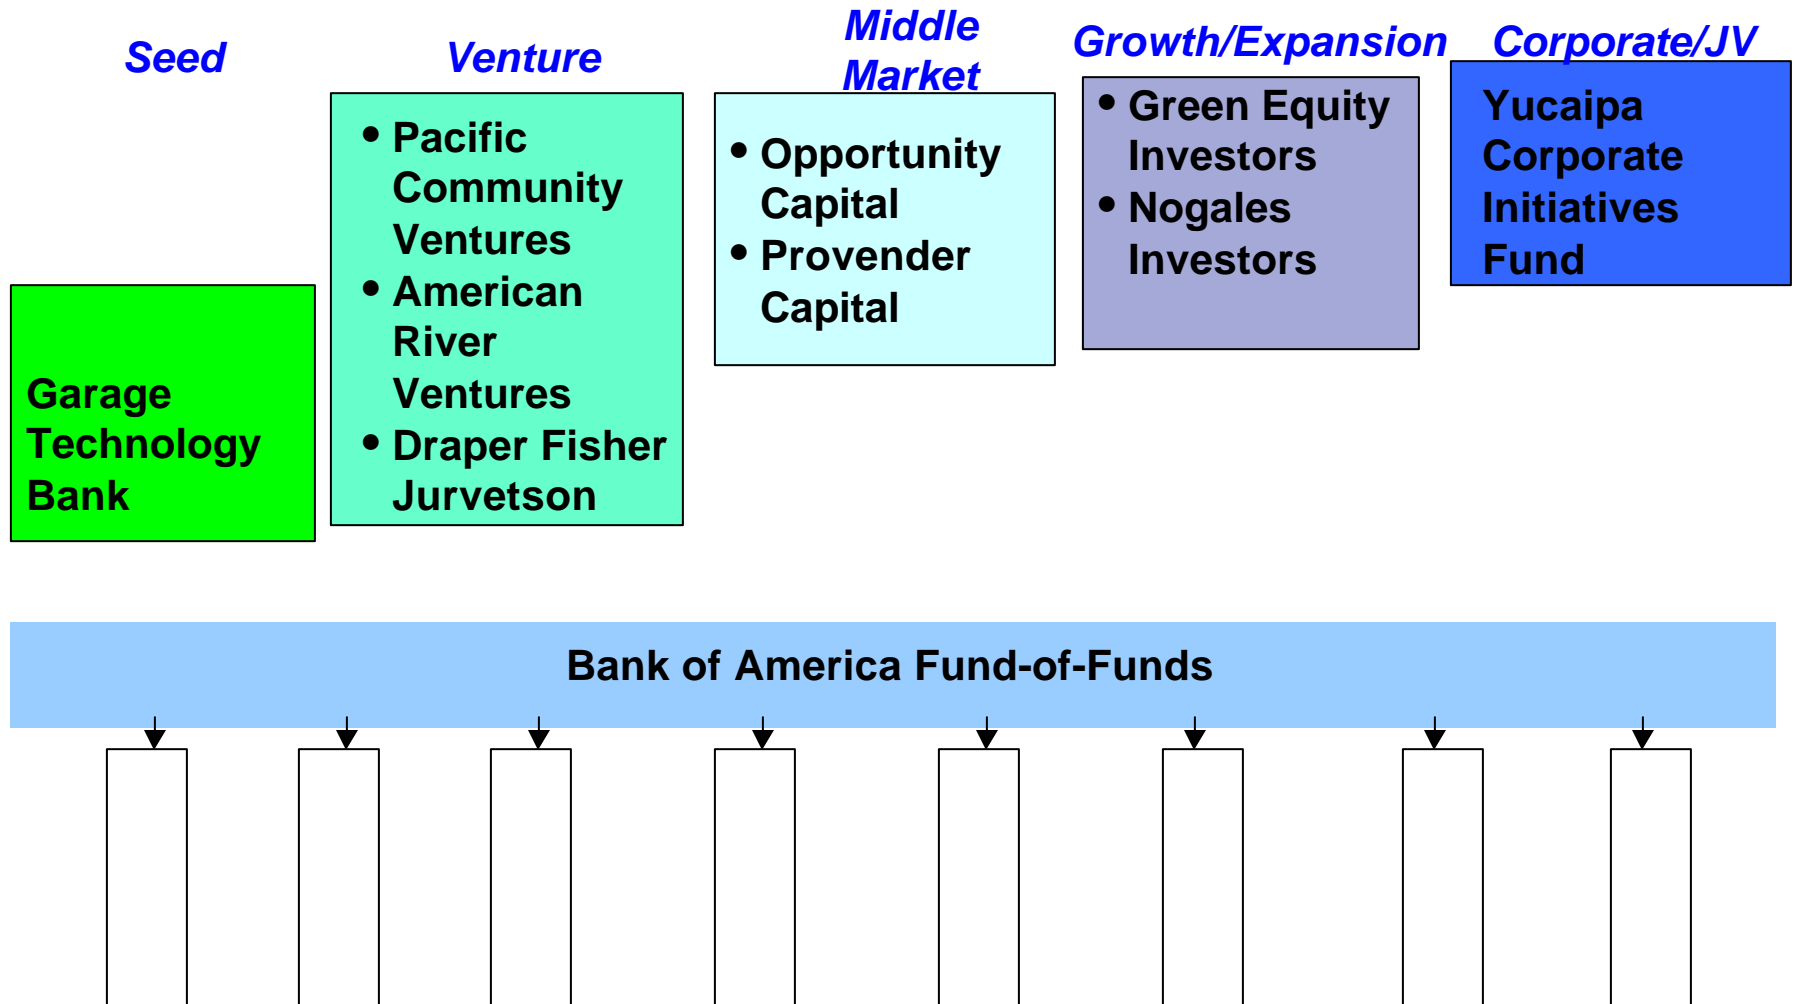 Seed
Venture
Middle
Market
Growth/Expansion
Corporate/JV
Garage
Technology
Bank
• Pacific
Community
Ventures
• American
River
Ventures
• Draper Fisher
Jurvetson
• Opportunity
Capital
• Provender
Capital
• Green Equity
Investors
• Nogales
Investors
Yucaipa
Corporate
Initiatives
Fund
Bank of America Fund-of-Funds